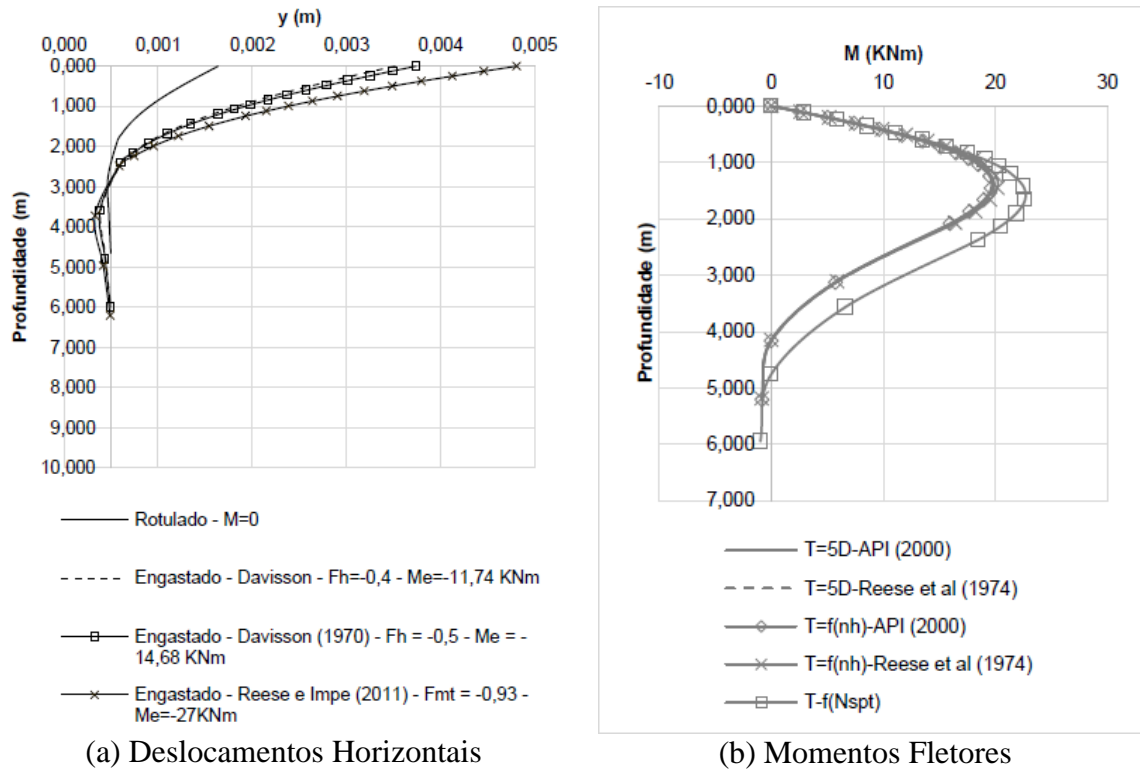 y (m)
0,000 0,001 0,002 0,003 0,004 0,005
0,000
1,000
2,000
3,000
4,000
5,000
6,000
7,000
8,000
9,000
10,000
Profundidade (m)
Rotulado - M=0
Engastado - Davisson - Fh=-0,4 - Me=-11,74 KNm
Engastado - Davisson (1970) - Fh = -0,5 - Me = -
14,68 KNm
Engastado - Reese e Impe (2011) - Fmt = -0,93 -
Me=-27KNm
(a) Deslocamentos Horizontais
M (KNm)
-10 0 10 20 30
0,000
1,000
2,000
3,000
4,000
5,000
6,000
7,000
Profundidade (m)
T=5D-API (2000)
T=5D-Reese et al (1974)
T=f(nh)-API (2000)
T=f(nh)-Reese et al (1974)
T-f(Nspt)
(b) Momentos Fletores